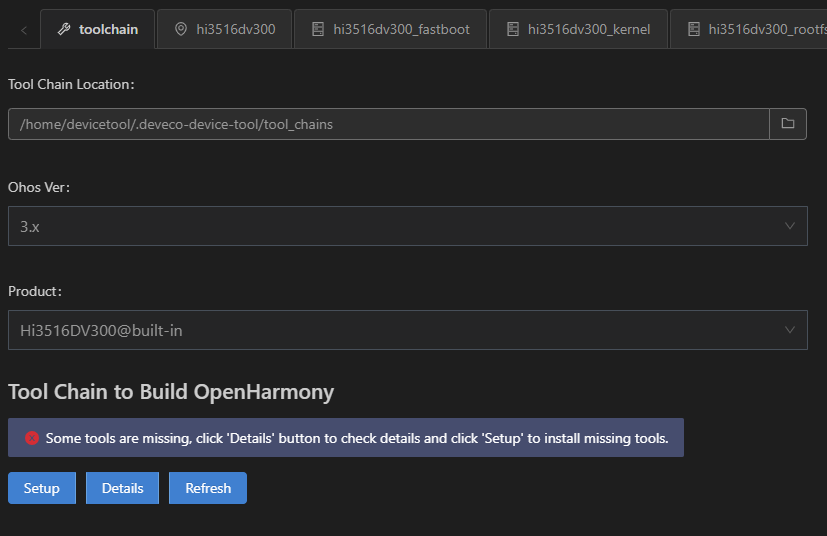 toolchain hi3516dv300 hi3516dv300_fastboot hi3516dv300_kernel hi3516dv300_rootfs
Tool Chain Location:
/home/devicetool/.deveco-device-tool/tool_chains
Ohos Ver:
3.x
Product:
Hi3516DV300@built-in
Tool Chain to Build OpenHarmony
Some tools are missing, click 'Details' button to check details and click 'Setup' to install missing tools.
Setup Details Refresh